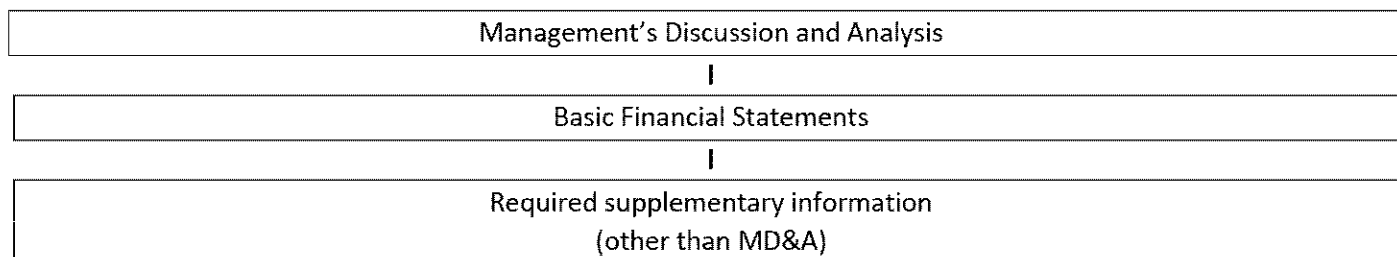 Management’s Discussion and Analysis
Basic Financial Statements
Required supplementary information
(other than MD&A)